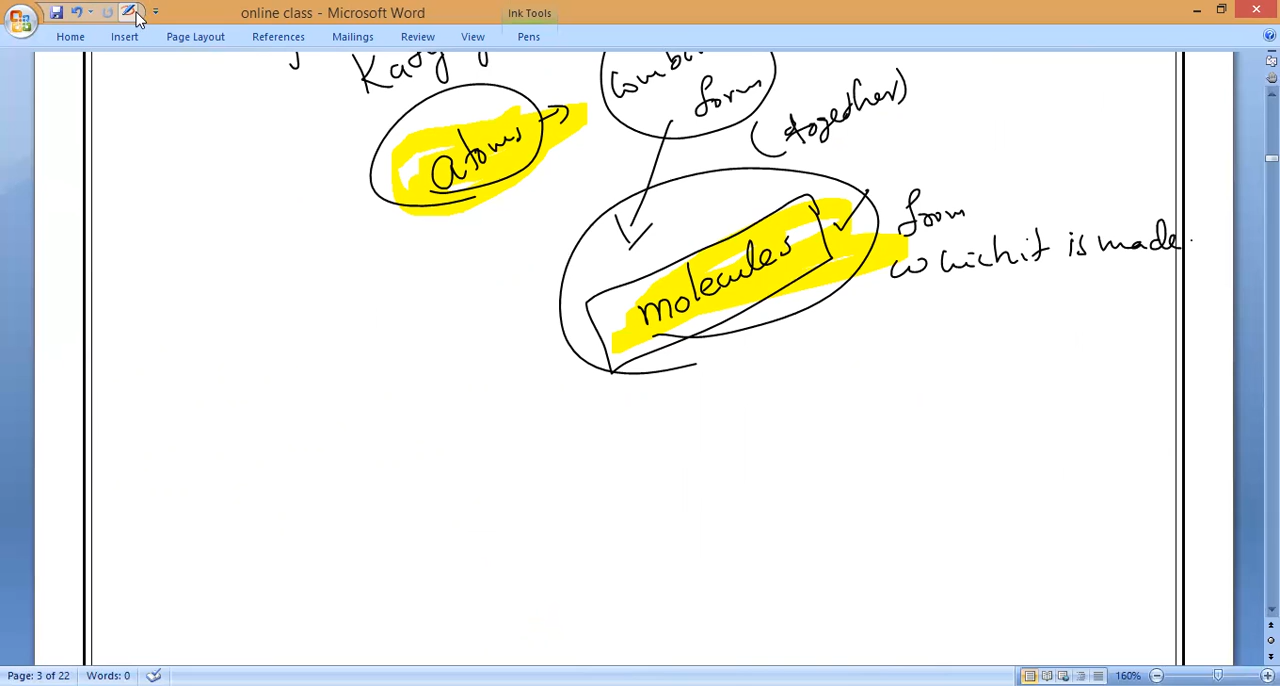 online class - Microsoft Word
Ink Tools
Home Insert Page Layout References Mailings Review View Pens
form
(together)
atoms
molecules
from
which it is made.
Page: 3 of 22 Words: 0
160%